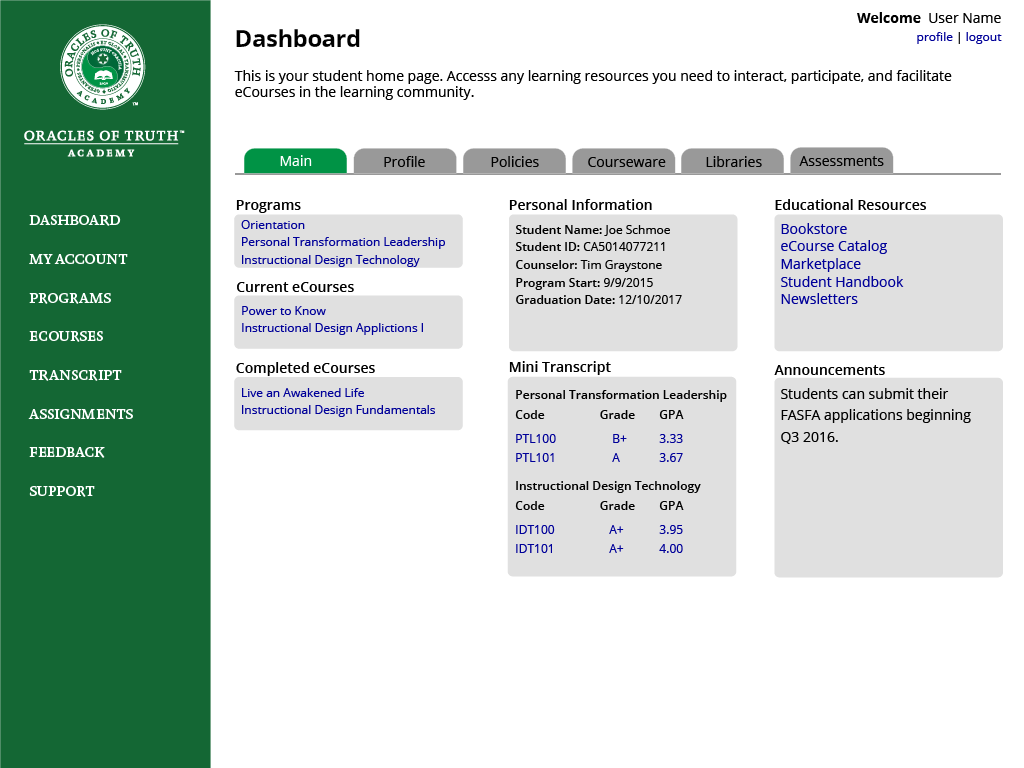 ORACLES OF TRUTH
ACADEMY
™
ORACLES OF TRUTH™
ACADEMY
DASHBOARD
MY ACCOUNT
PROGRAMS
ECOURSES
TRANSCRIPT
ASSIGNMENTS
FEEDBACK
SUPPORT
Welcome User Name
profile | logout
Dashboard
This is your student home page. Accesss any learning resources you need to interact, participate, and facilitate
eCourses in the learning community.
Main Profile Policies Courseware Libraries Assessments
Programs
Orientation
Personal Transformation Leadership
Instructional Design Technology
Current eCourses
Power to Know
Instructional Design Applictions I
Completed eCourses
Live an Awakened Life
Instructional Design Fundamentals
Personal Information
Student Name: Joe Schmoe
Student ID: CA5014077211
Counselor: Tim Graystone
Program Start: 9/9/2015
Graduation Date: 12/10/2017
Mini Transcript
Personal Transformation Leadership
Code Grade GPA
PTL100 B+ 3.33
PTL101 A 3.67
Instructional Design Technology
Code Grade GPA
IDT100 A+ 3.95
IDT101 A+ 4.00
Educational Resources
Bookstore
eCourse Catalog
Marketplace
Student Handbook
Newsletters
Announcements
Students can submit their
FASFA applications beginning
Q3 2016.